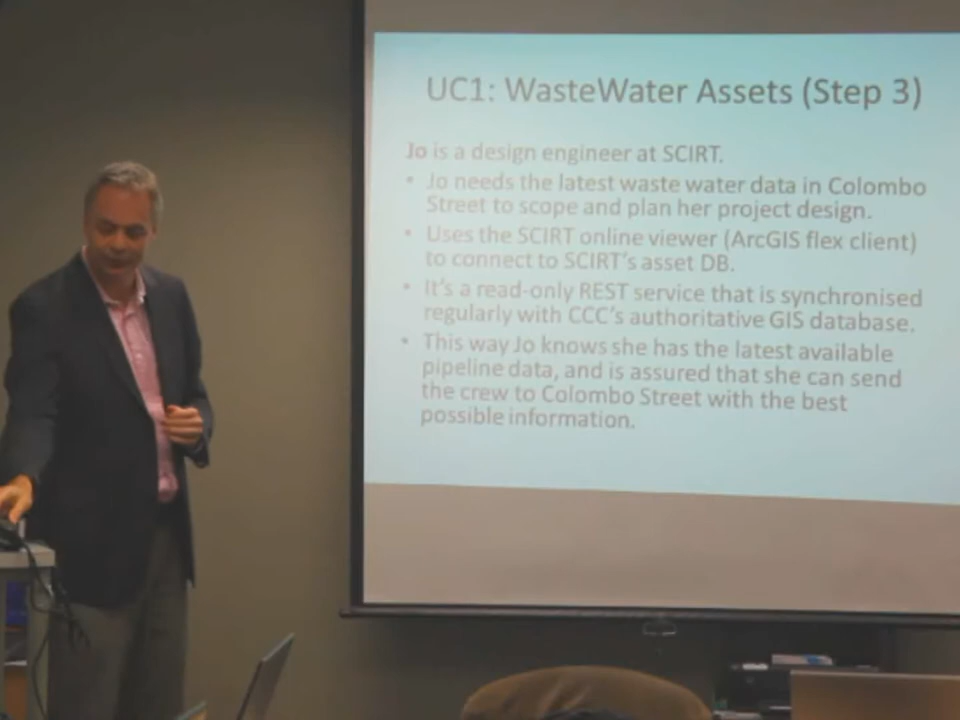 UC1: WasteWater Assets (Step 3)
Jo is a design engineer at SCIRT.
• Jo needs the latest waste water data in Colombo
Street to scope and plan her project design.
• Uses the SCIRT online viewer (ArcGIS flex client)
to connect to SCIRT's asset DB.
• It's a read-only REST service that is synchronised
regularly with CCC's authoritative GIS database.
• This way Jo knows she has the latest available
pipeline data, and is assured that she can send
the crew to Colombo Street with the best
possible information.